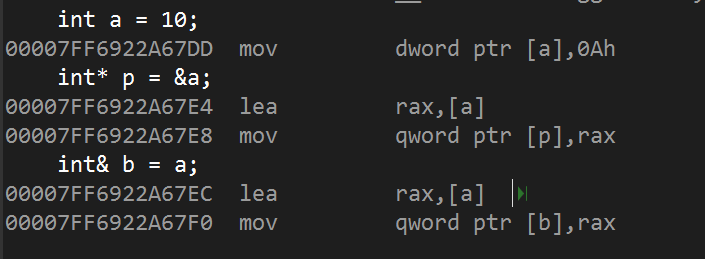 int a = 10;
00007FF6922A67DD mov dword ptr [a],0Ah
int* p = &a;
00007FF6922A67E4 lea rax,[a]
00007FF6922A67E8 mov qword ptr [p],rax
int& b = a;
00007FF6922A67EC lea rax,[a]
00007FF6922A67F0 mov qword ptr [b],rax